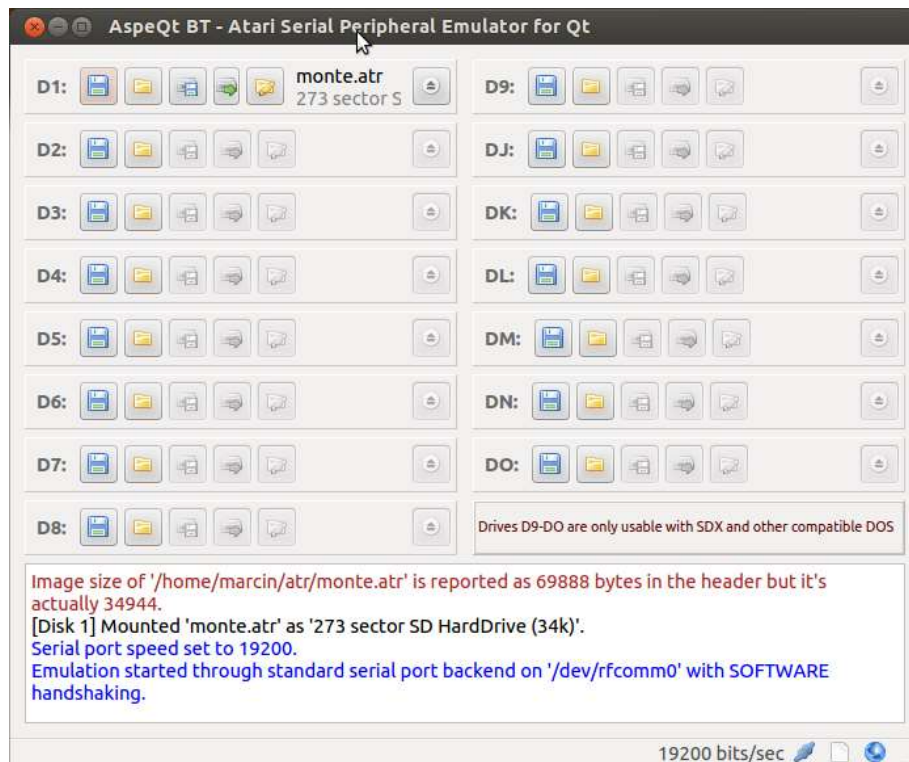 AspeQt BT - Atari Serial Peripheral Emulator for Qt
D1:
monte.atr
273 sector S
D2:
D3:
D4:
D5:
D6:
D7:
D8:
D9:
DJ:
DK:
DL:
DM:
DN:
DO:
Drives D9-DO are only usable with SDX and other compatible DOS
Image size of '/home/marcin/atr/monte.atr' is reported as 69888 bytes in the header but it's
actually 34944.
[Disk 1] Mounted 'monte.atr' as '273 sector SD HardDrive (34k)'.
Serial port speed set to 19200.
Emulation started through standard serial port backend on '/dev/rfcomm0' with SOFTWARE
handshaking.
19200 bits/sec